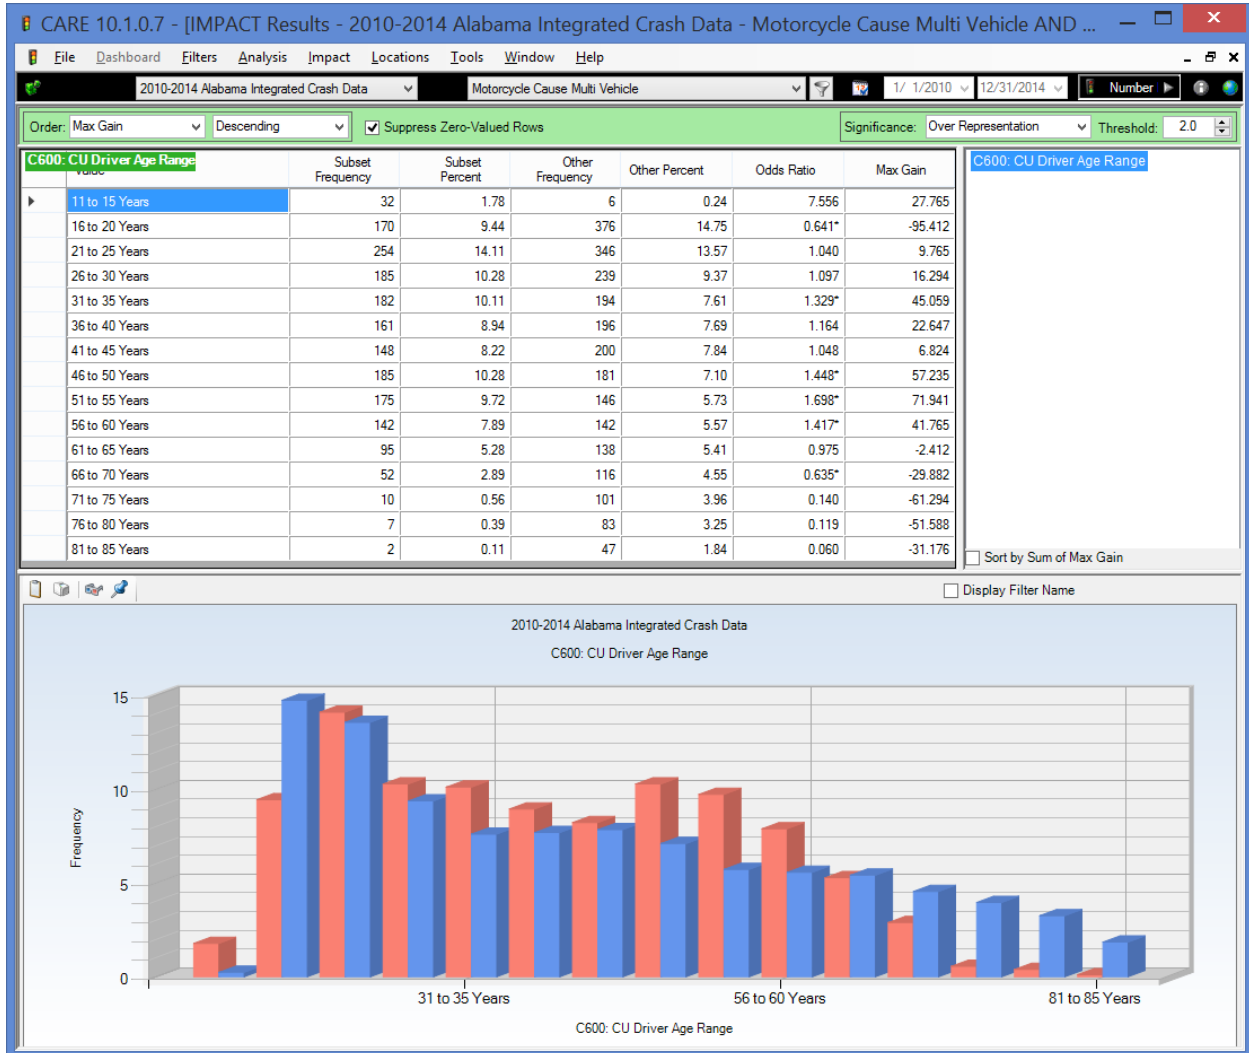 CARE 10.1.0.7 - [IMPACT Results - 2010-2014 Alabama Integrated Crash Data - Motorcycle Cause Multi Vehicle AND ...
File Dashboard Filters Analysis Impact Locations Tools Window Help
2010-2014 Alabama Integrated Crash Data Motorcycle Cause Multi Vehicle 1/ 1/2010 12/31/2014 Number
Order: Max Gain Descending Suppress Zero-Valued Rows Significance: Over Representation Threshold: 2.0
C600: CU Driver Age Range Subset Frequency Subset Percent Other Frequency Other Percent Odds Ratio Max Gain C600: CU Driver Age Range
11 to 15 Years 32 1.78 6 0.24 7.556 27.765
16 to 20 Years 170 9.44 376 14.75 0.641* -95.412
21 to 25 Years 254 14.11 346 13.57 1.040 9.765
26 to 30 Years 185 10.28 239 9.37 1.097 16.294
31 to 35 Years 182 10.11 194 7.61 1.329* 45.059
36 to 40 Years 161 8.94 196 7.69 1.164 22.647
41 to 45 Years 148 8.22 200 7.84 1.048 6.824
46 to 50 Years 185 10.28 181 7.10 1.448* 57.235
51 to 55 Years 175 9.72 146 5.73 1.698* 71.941
56 to 60 Years 142 7.89 142 5.57 1.417* 41.765
61 to 65 Years 95 5.28 138 5.41 0.975 -2.412
66 to 70 Years 52 2.89 116 4.55 0.635* -29.882
71 to 75 Years 10 0.56 101 3.96 0.140 -61.294
76 to 80 Years 7 0.39 83 3.25 0.119 -51.588
81 to 85 Years 2 0.11 47 1.84 0.060 -31.176
Sort by Sum of Max Gain
Display Filter Name
2010-2014 Alabama Integrated Crash Data
C600: CU Driver Age Range
15
10
Frequency
5
0
31 to 35 Years 56 to 60 Years 81 to 85 Years
C600: CU Driver Age Range